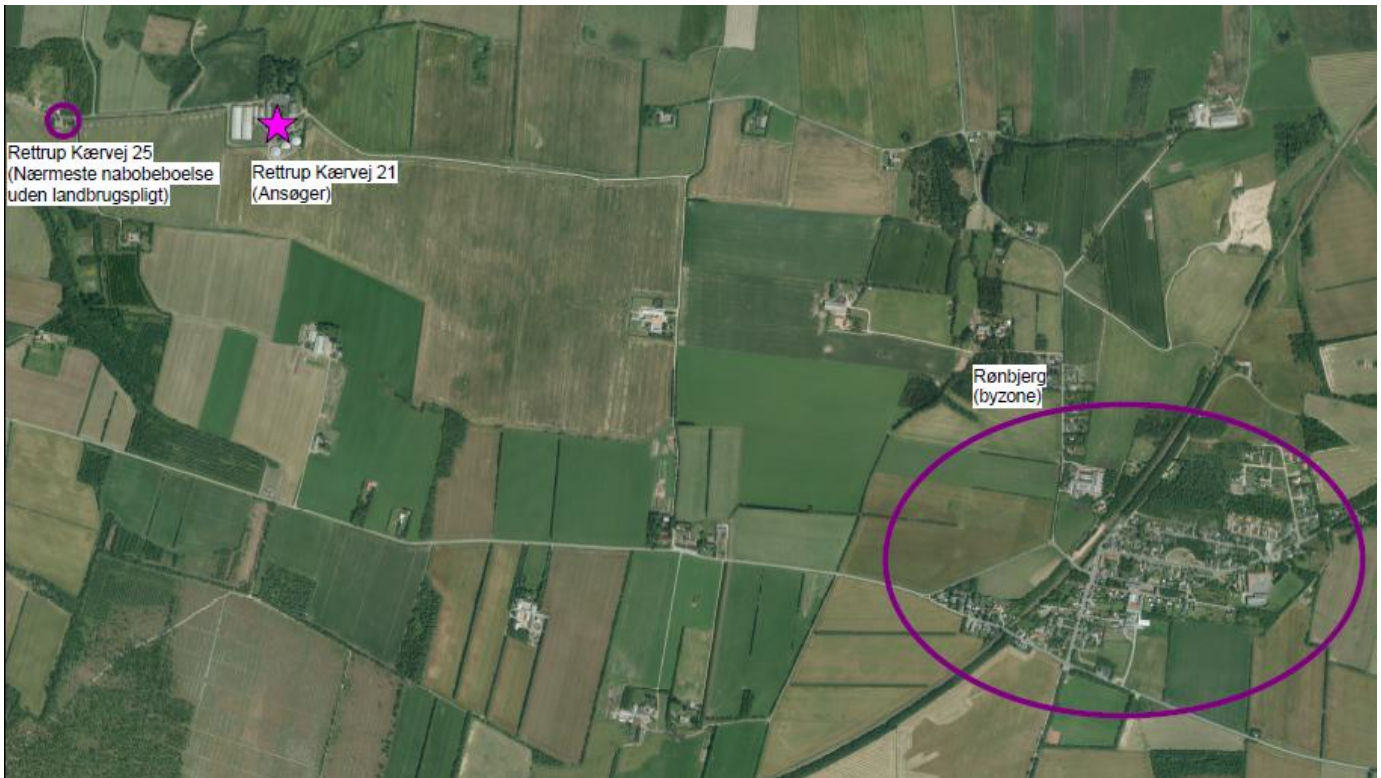 Rettrup Kærvej 25
(Nærmeste nabobeboelse
uden landbrugspligt)
Rettrup Kærvej 21
(Ansøger)
Rønbjerg
(byzone)